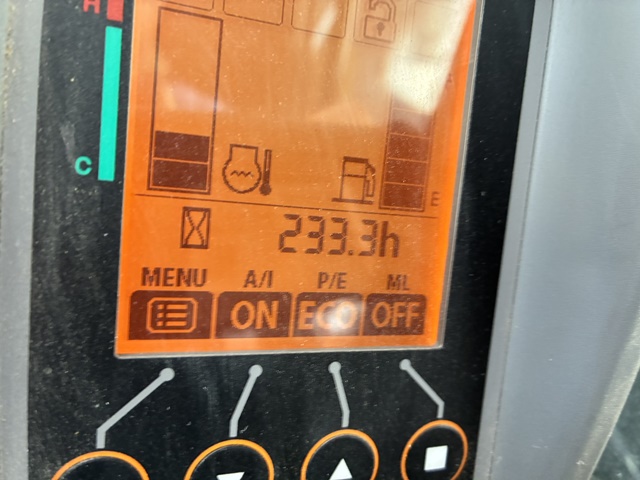 H
C
E
233.3h
MENU A/I P/E ML
ON ECO OFF